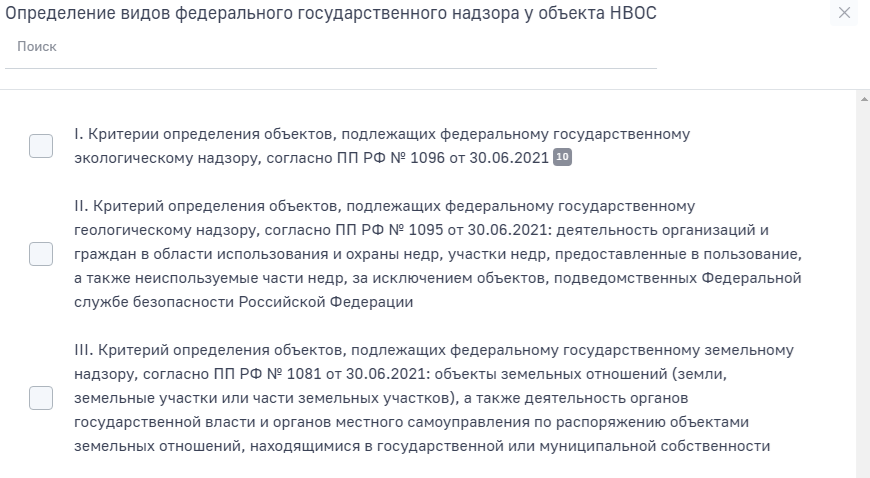 Определение видов федерального государственного надзора у объекта НВОС
Поиск
I. Критерии определения объектов, подлежащих федеральному государственному
экологическому надзору, согласно ПП РФ № 1096 от 30.06.2021 10
II. Критерий определения объектов, подлежащих федеральному государственному
геологическому надзору, согласно ПП РФ № 1095 от 30.06.2021: деятельность организаций и
граждан в области использования и охраны недр, участки недр, предоставленные в пользование,
а также неиспользуемые части недр, за исключением объектов, подведомственных Федеральной
службе безопасности Российской Федерации
III. Критерий определения объектов, подлежащих федеральному государственному земельному
надзору, согласно ПП РФ № 1081 от 30.06.2021: объекты земельных отношений (земли,
земельные участки или части земельных участков), а также деятельность органов
государственной власти и органов местного самоуправления по распоряжению объектами
земельных отношений, находящимися в государственной или муниципальной собственности